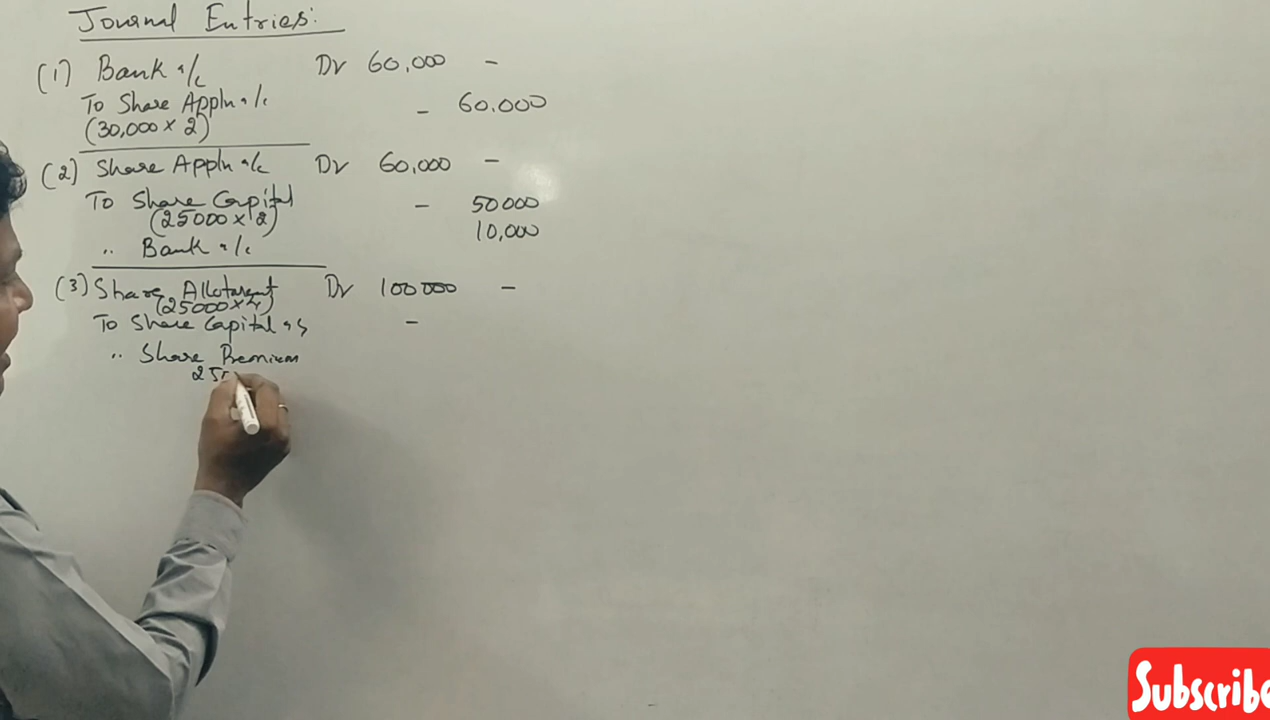 Journal Entries:
(1) Bank a/c Dr 60,000 -
To Share Appln a/c - 60.000
(30,000 x 2)
(2) Share Appln a/c Dr 60,000 -
To Share Capital - 50000
(25000 x 2)
" Bank a/c 10,000
(3) Share Allotment Dr 100000 -
(25000 x 4)
To Share Capital -
" Share Premium
25
Subscribe